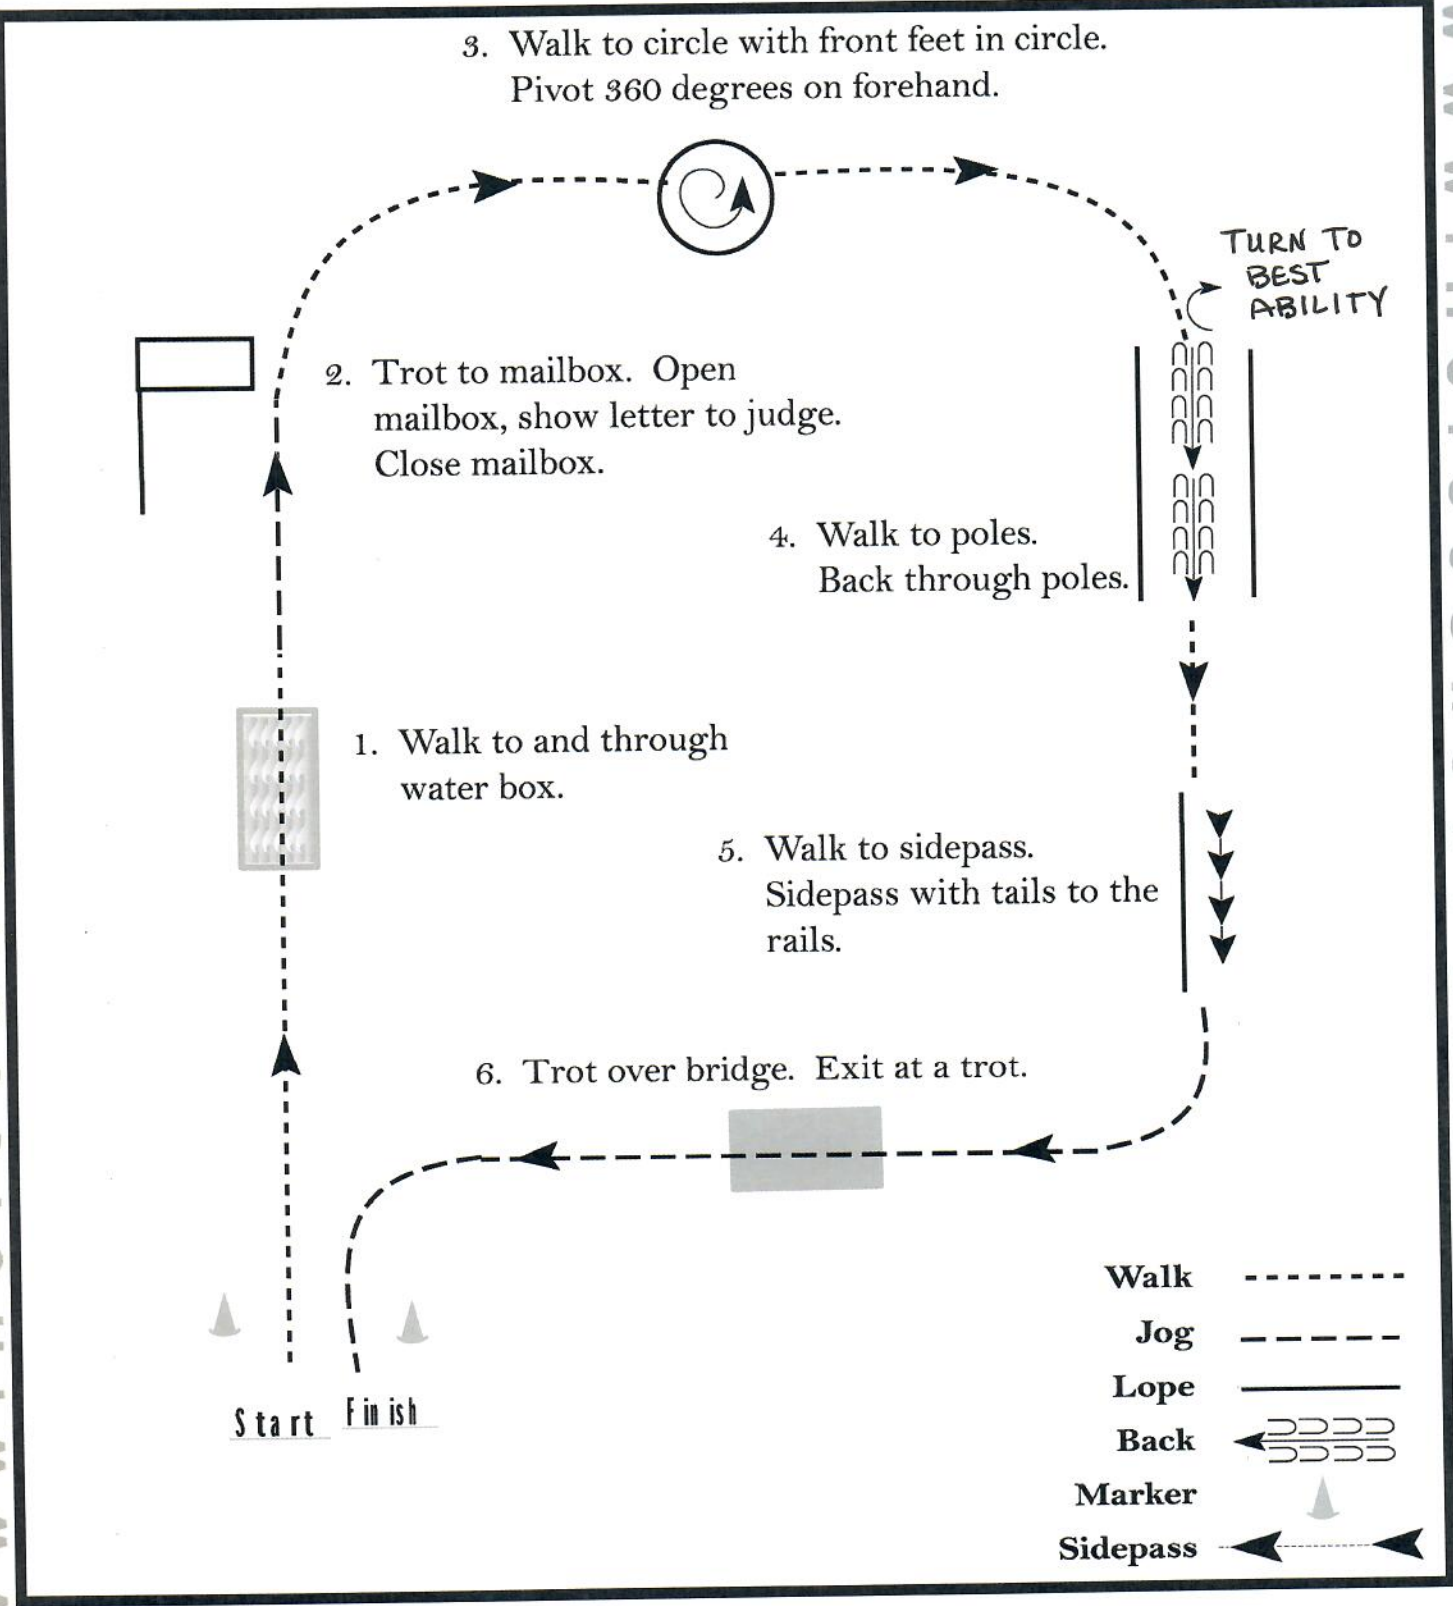 3. Walk to circle with front feet in circle.
Pivot 360 degrees on forehand.
TURN TO
BEST
ABILITY
2. Trot to mailbox. Open
mailbox, show letter to judge.
Close mailbox.
4. Walk to poles.
Back through poles.
1. Walk to and through
water box.
5. Walk to sidepass.
Sidepass with tails to the
rails.
6. Trot over bridge. Exit at a trot.
Start Finish
Walk
Jog
Lope
Back
Marker
Sidepass